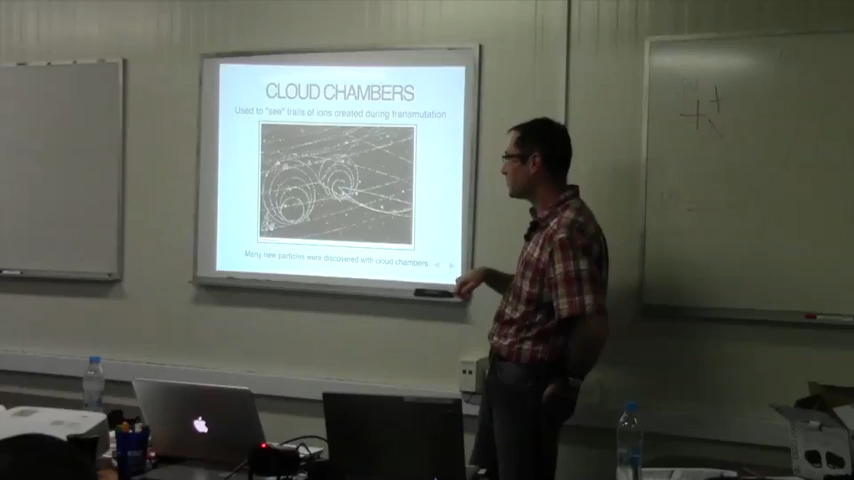 CLOUD CHAMBERS
Used to "see" trails of ions created during transmutation
Many new particles were discovered with cloud chambers.